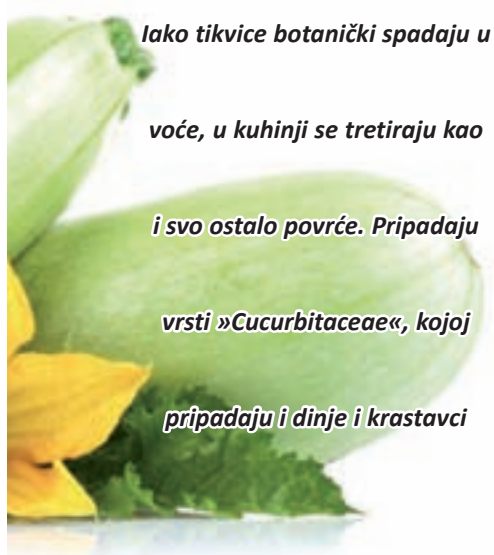 Iako tikvice botanički spadaju u
voće, u kuhinji se tretiraju kao
i svo ostalo povrće. Pripadaju
vrsti »Cucurbitaceae«, kojoj
pripadaju i dinje i krastavci